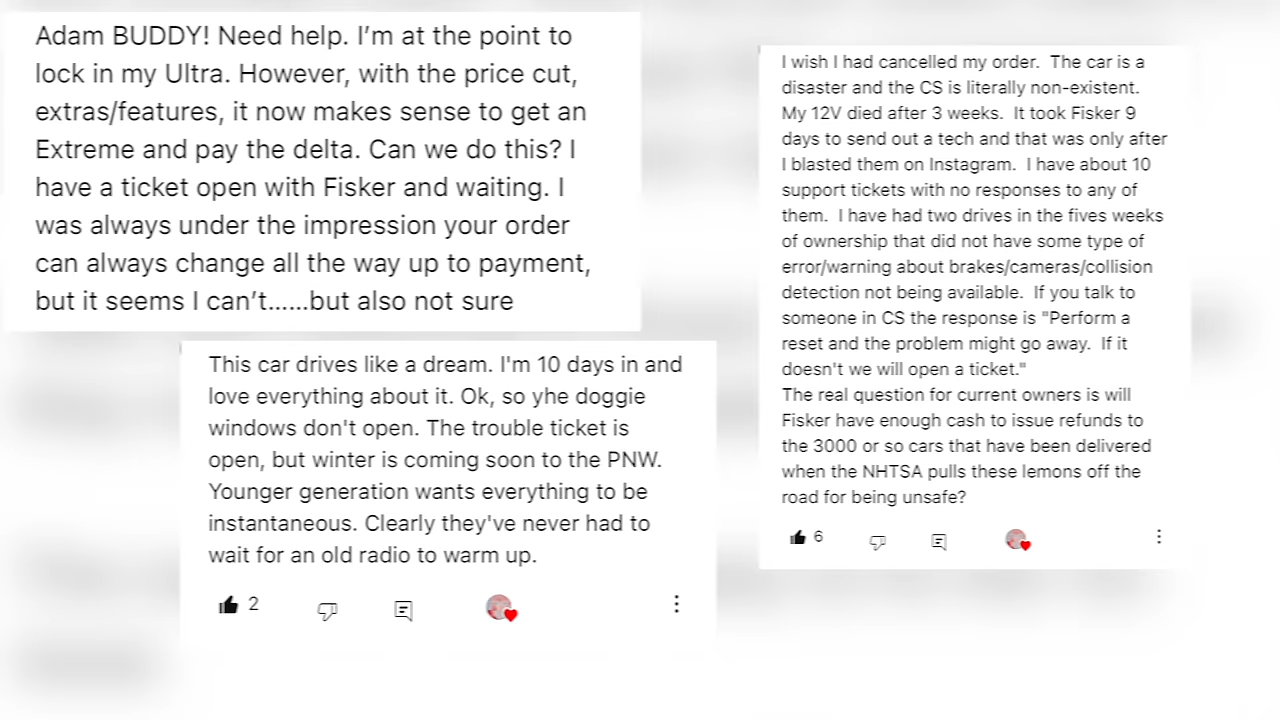 Adam BUDDY! Need help. I’m at the point to
lock in my Ultra. However, with the price cut,
extras/features, it now makes sense to get an
Extreme and pay the delta. Can we do this? I
have a ticket open with Fisker and waiting. I
was always under the impression your order
can always change all the way up to payment,
but it seems I can’t......but also not sure
This car drives like a dream. I'm 10 days in and
love everything about it. Ok, so yhe doggie
windows don't open. The trouble ticket is
open, but winter is coming soon to the PNW.
Younger generation wants everything to be
instantaneous. Clearly they've never had to
wait for an old radio to warm up.
2
I wish I had cancelled my order.  The car is a
disaster and the CS is literally non-existent.
My 12V died after 3 weeks.  It took Fisker 9
days to send out a tech and that was only after
I blasted them on Instagram.  I have about 10
support tickets with no responses to any of
them.  I have had two drives in the fives weeks
of ownership that did not have some type of
error/warning about brakes/cameras/collision
detection not being available.  If you talk to
someone in CS the response is "Perform a
reset and the problem might go away.  If it
doesn't we will open a ticket."
The real question for current owners is will
Fisker have enough cash to issue refunds to
the 3000 or so cars that have been delivered
when the NHTSA pulls these lemons off the
road for being unsafe?
6